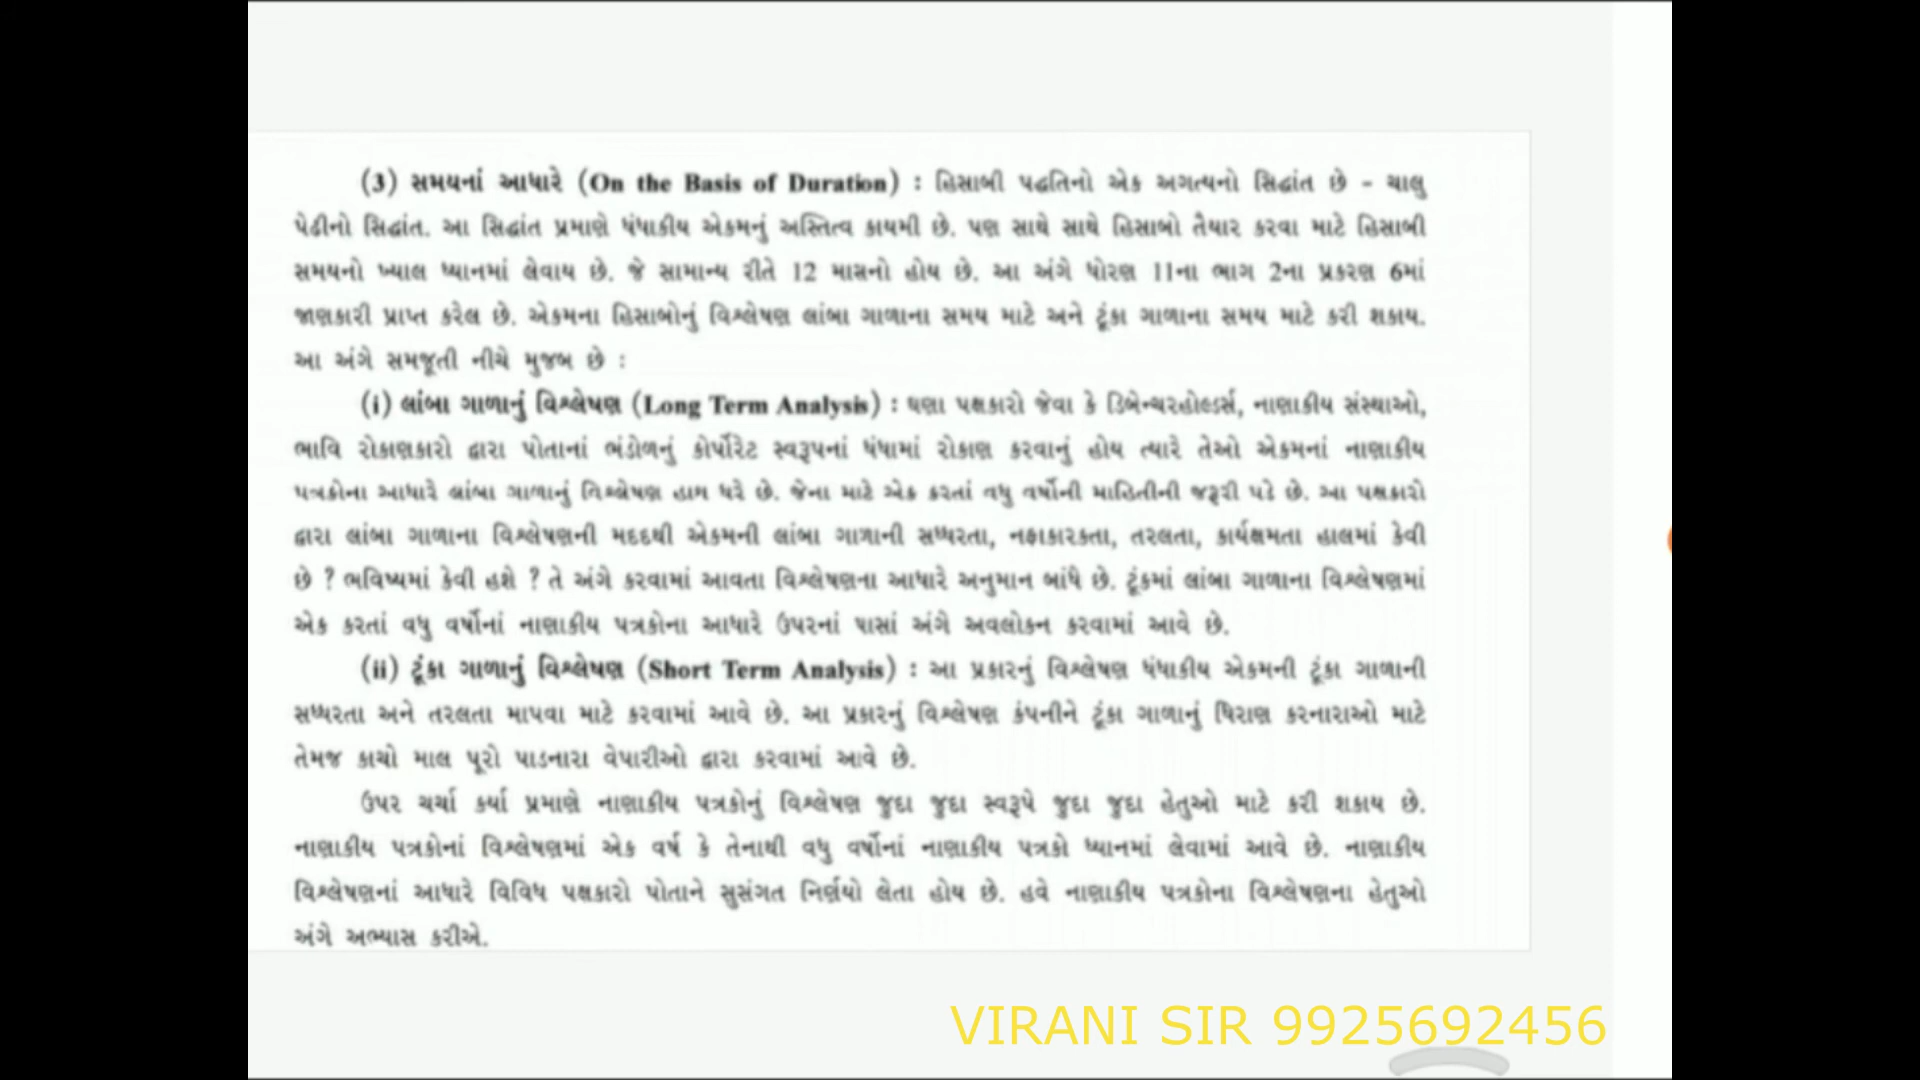 (3) સમયનાં આધારે (On the Basis of Duration) : હિસાબી પદ્ધતિનો એક અગત્યનો સિદ્ધાંત છે - ચાલુ
પેઢીનો સિદ્ધાંત. આ સિદ્ધાંત પ્રમાણે ધંધાકીય એકમનું અસ્તિત્વ કાયમી છે. પણ સાથે સાથે હિસાબો તૈયાર કરવા માટે હિસાબી
સમયનો ખ્યાલ ધ્યાનમાં લેવાય છે. જે સામાન્ય રીતે 12 માસનો હોય છે. આ અંગે ધોરણ 11ના ભાગ 2ના પ્રકરણ 6માં
જાણકારી પ્રાપ્ત કરેલ છે. એકમના હિસાબોનું વિશ્લેષણ લાંબા ગાળાના સમય માટે અને ટૂંકા ગાળાના સમય માટે કરી શકાય.
આ અંગે સમજૂતી નીચે મુજબ છે :
(i) લાંબા ગાળાનું વિશ્લેષણ (Long Term Analysis) : ઘણા પક્ષકારો જેવા કે ડિબેન્ચરહોલ્ડર્સ, નાણાકીય સંસ્થાઓ,
ભાવિ રોકાણકારો દ્વારા પોતાનાં ભંડોળનું કોર્પોરેટ સ્વરૂપનાં ધંધામાં રોકાણ કરવાનું હોય ત્યારે તેઓ એકમનાં નાણાકીય
પત્રકોના આધારે લાંબા ગાળાનું વિશ્લેષણ હાથ ધરે છે. જેના માટે એક કરતાં વધુ વર્ષોની માહિતીની જરૂરી પડે છે. આ પક્ષકારો
દ્વારા લાંબા ગાળાના વિશ્લેષણની મદદથી એકમની લાંબા ગાળાની સધ્ધરતા, નફાકારકતા, તરલતા, કાર્યક્ષમતા હાલમાં કેવી
છે ? ભવિષ્યમાં કેવી હશે ? તે અંગે કરવામાં આવતા વિશ્લેષણના આધારે અનુમાન બાંધે છે. ટૂંકમાં લાંબા ગાળાના વિશ્લેષણમાં
એક કરતાં વધુ વર્ષોનાં નાણાકીય પત્રકોના આધારે ઉપરનાં પાસાં અંગે અવલોકન કરવામાં આવે છે.
(ii) ટૂંકા ગાળાનું વિશ્લેષણ (Short Term Analysis) : આ પ્રકારનું વિશ્લેષણ ધંધાકીય એકમની ટૂંકા ગાળાની
સધ્ધરતા અને તરલતા માપવા માટે કરવામાં આવે છે. આ પ્રકારનું વિશ્લેષણ કંપનીને ટૂંકા ગાળાનું ધિરાણ કરનારાઓ માટે
તેમજ કાચો માલ પૂરો પાડનારા વેપારીઓ દ્વારા કરવામાં આવે છે.
ઉપર ચર્ચા કર્યા પ્રમાણે નાણાકીય પત્રકોનું વિશ્લેષણ જુદા જુદા સ્વરૂપે જુદા જુદા હેતુઓ માટે કરી શકાય છે.
નાણાકીય પત્રકોનાં વિશ્લેષણમાં એક વર્ષ કે તેનાથી વધુ વર્ષોનાં નાણાકીય પત્રકો ધ્યાનમાં લેવામાં આવે છે. નાણાકીય
વિશ્લેષણનાં આધારે વિવિધ પક્ષકારો પોતાને સુસંગત નિર્ણયો લેતા હોય છે. હવે નાણાકીય પત્રકોના વિશ્લેષણના હેતુઓ
અંગે અભ્યાસ કરીએ.
VIRANI SIR 9925692456